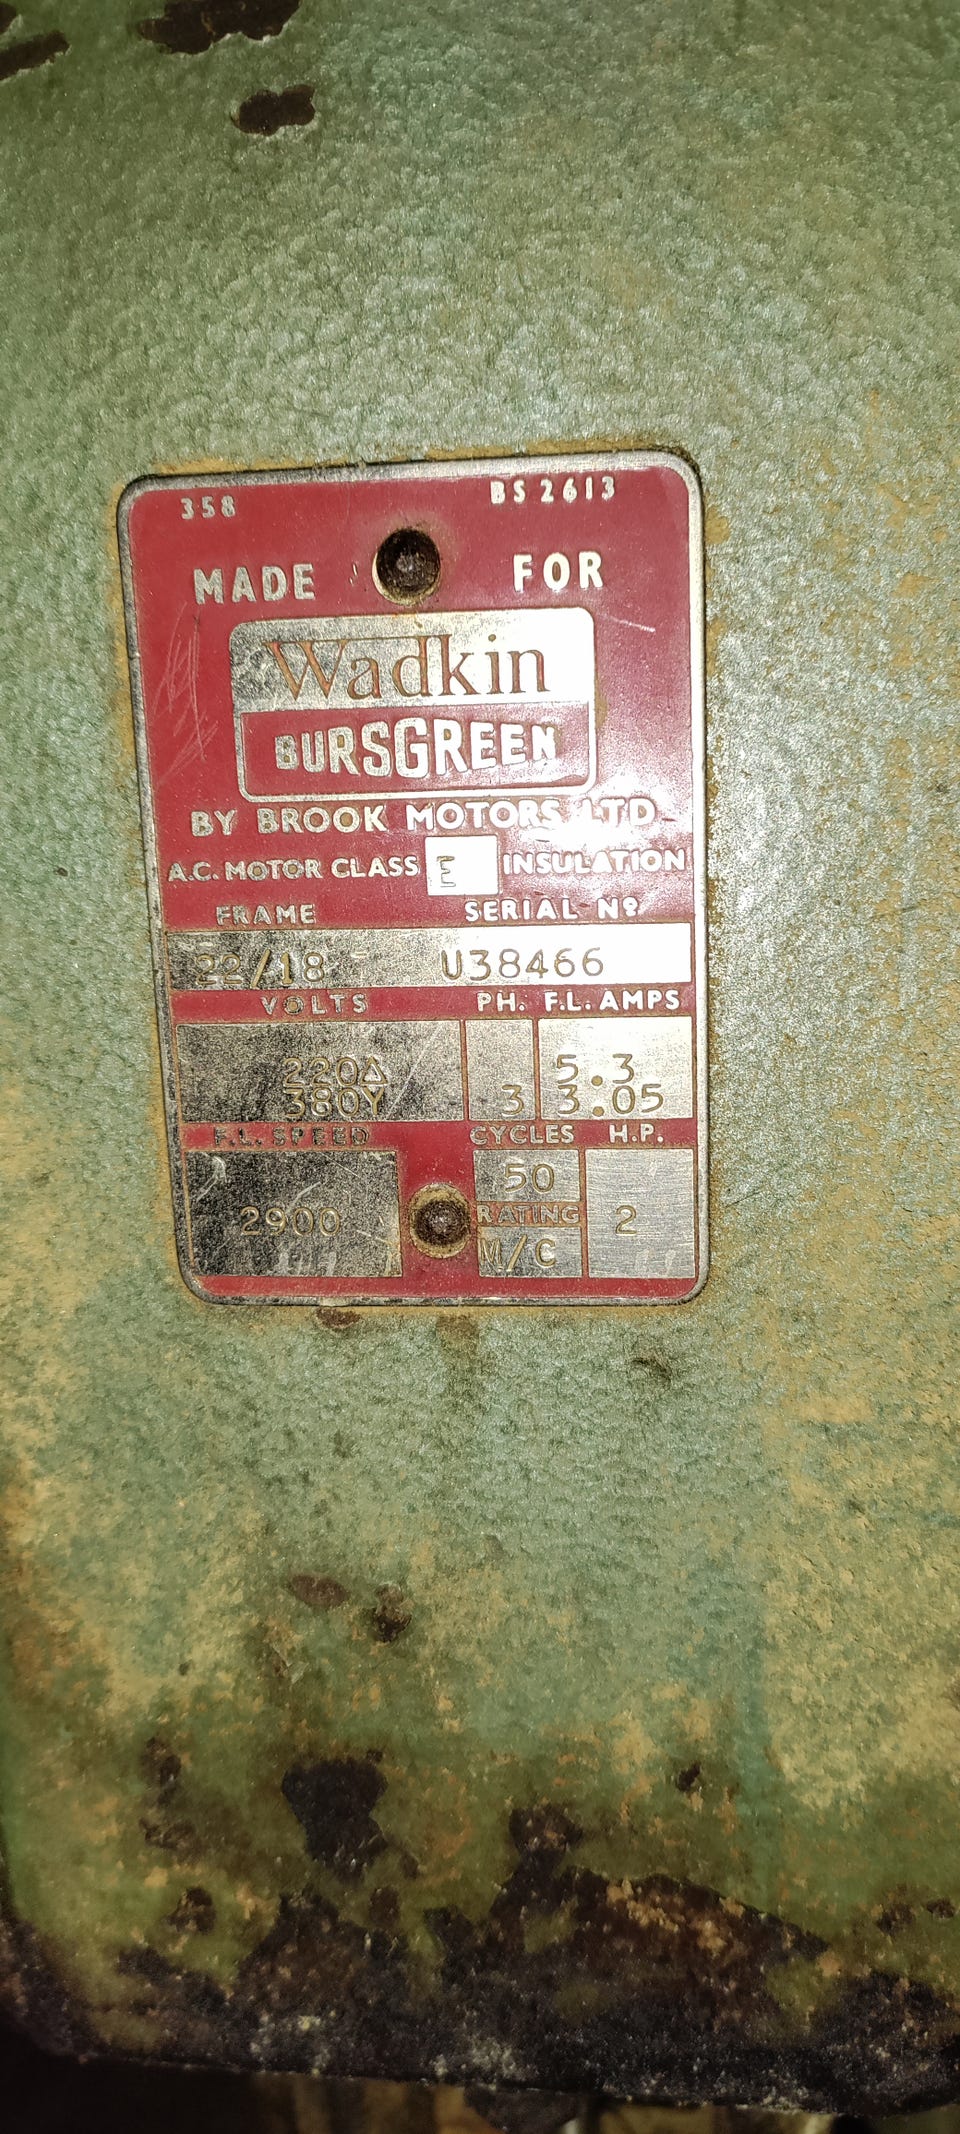 358 BS 2613
MADE FOR
Wadkin
BURSGREEN
BY BROOK MOTORS LTD
A.C. MOTOR CLASS E INSULATION
FRAME SERIAL Nº
22/18 U38466
VOLTS PH. F.L. AMPS
220Δ 5.3
380Y 3 3.05
F.L. SPEED CYCLES H.P.
50
2900 RATING 2
M/C